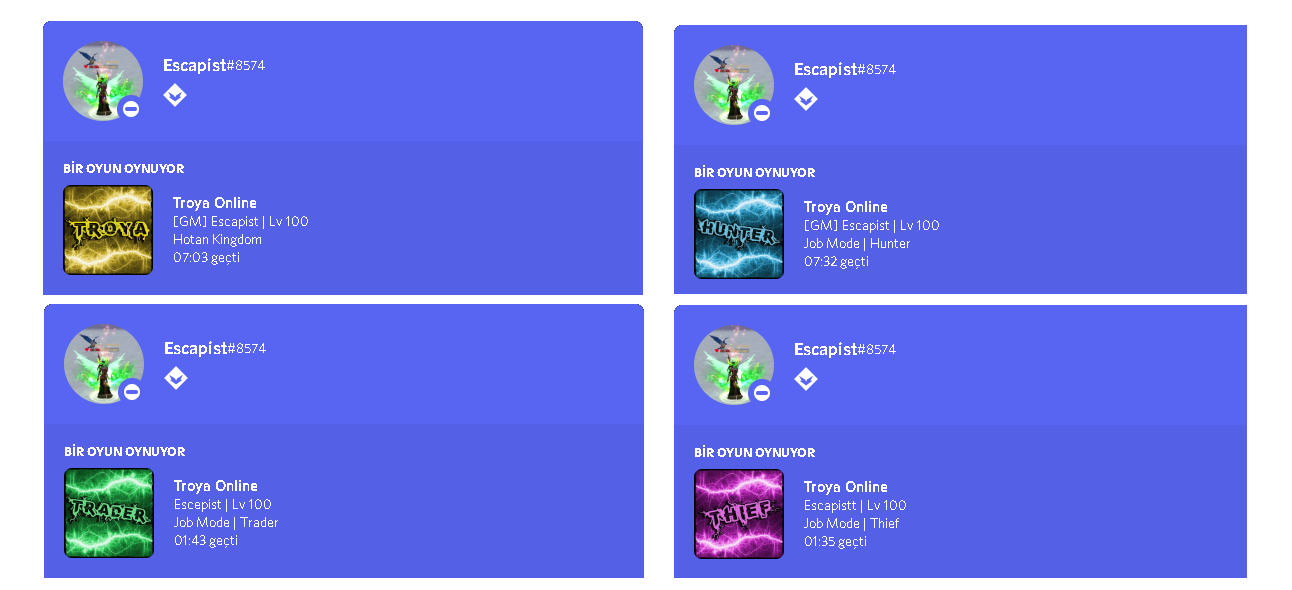 Escapist#8574
BİR OYUN OYNUYOR
TROYA
Troya Online
[GM] Escapist | Lv 100
Hotan Kingdom
07:03 geçti
Escapist#8574
BİR OYUN OYNUYOR
HUNTER
Troya Online
[GM] Escapist | Lv 100
Job Mode | Hunter
07:32 geçti
Escapist#8574
BİR OYUN OYNUYOR
TRADER
Troya Online
Escepist | Lv 100
Job Mode | Trader
01:43 geçti
Escapist#8574
BİR OYUN OYNUYOR
THIEF
Troya Online
Escapistt | Lv 100
Job Mode | Thief
01:35 geçti